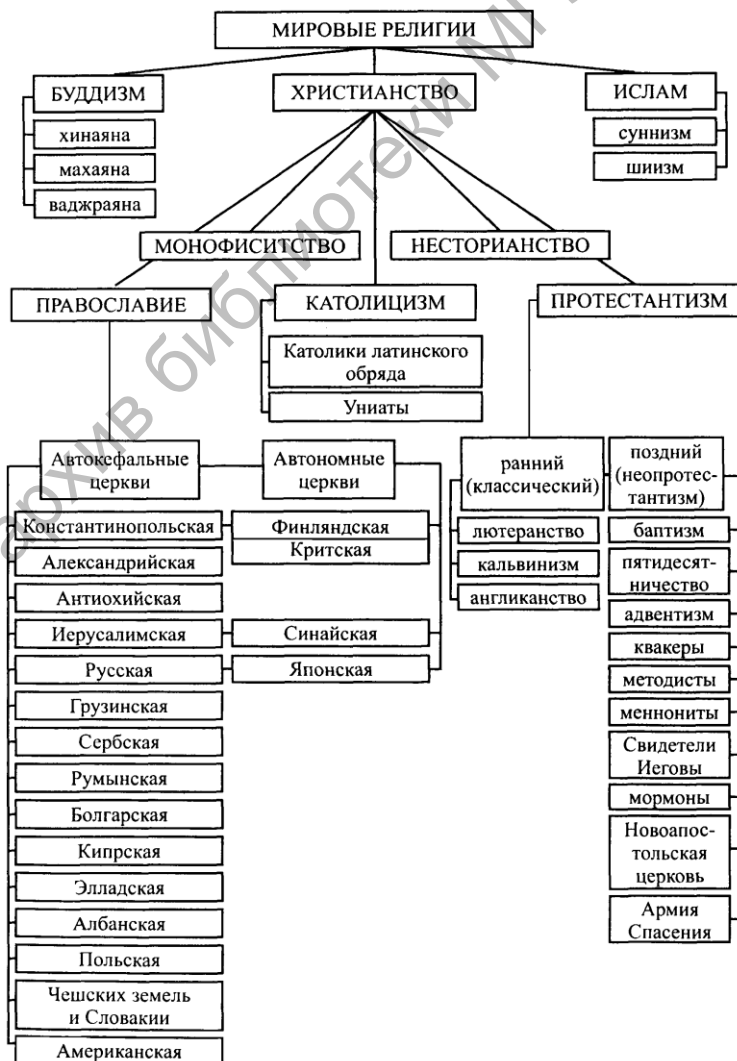 МИРОВЫЕ РЕЛИГИИ
БУДДИЗМ
хинаяна
махаяна
ваджраяна
ХРИСТИАНСТВО
ИСЛАМ
суннизм
шиизм
МОНОФИСИТСТВО
НЕСТОРИАНСТВО
ПРАВОСЛАВИЕ
КАТОЛИЦИЗМ
Католики латинского
обряда
Униаты
ПРОТЕСТАНТИЗМ
Автокефальные
церкви
Автономные
церкви
Константинопольская
Финляндская
Критская
Александрийская
Антиохийская
Иерусалимская
Синайская
Русская
Японская
Грузинская
Сербская
Румынская
Болгарская
Кипрская
Элладская
Албанская
Польская
Чешских земель
и Словакии
Американская
ранний
(классический)
лютеранство
кальвинизм
англиканство
поздний
(неопротес-
тантизм)
баптизм
пятидесят-
ничество
адвентизм
квакеры
методисты
меннониты
Свидетели
Иеговы
мормоны
Новоапос-
тольская
церковь
Армия
Спасения
архив библиотеки